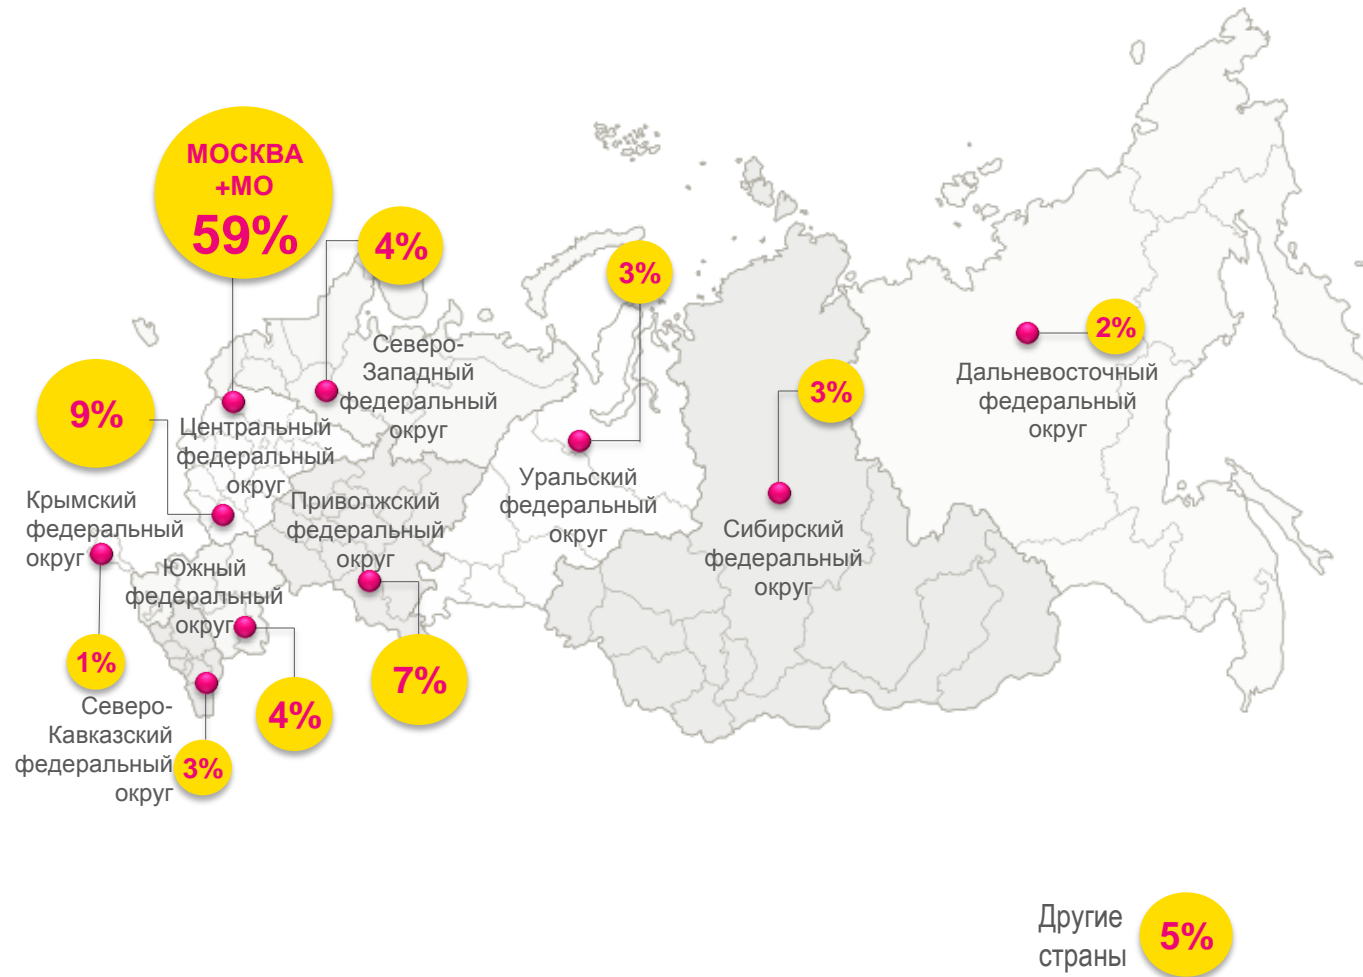 МОСКВА
+МО
59%
4%
3%
2%
Северо-
Западный
федеральный
округ
Дальневосточный
федеральный
округ
3%
9%
Центральный
федеральный
округ
Уральский
федеральный
округ
Крымский
федеральный
округ
Приволжский
федеральный
округ
Сибирский
федеральный
округ
Южный
федеральный
округ
1%
7%
4%
Северо-
Кавказский
федеральный
округ
3%
Другие
страны
5%